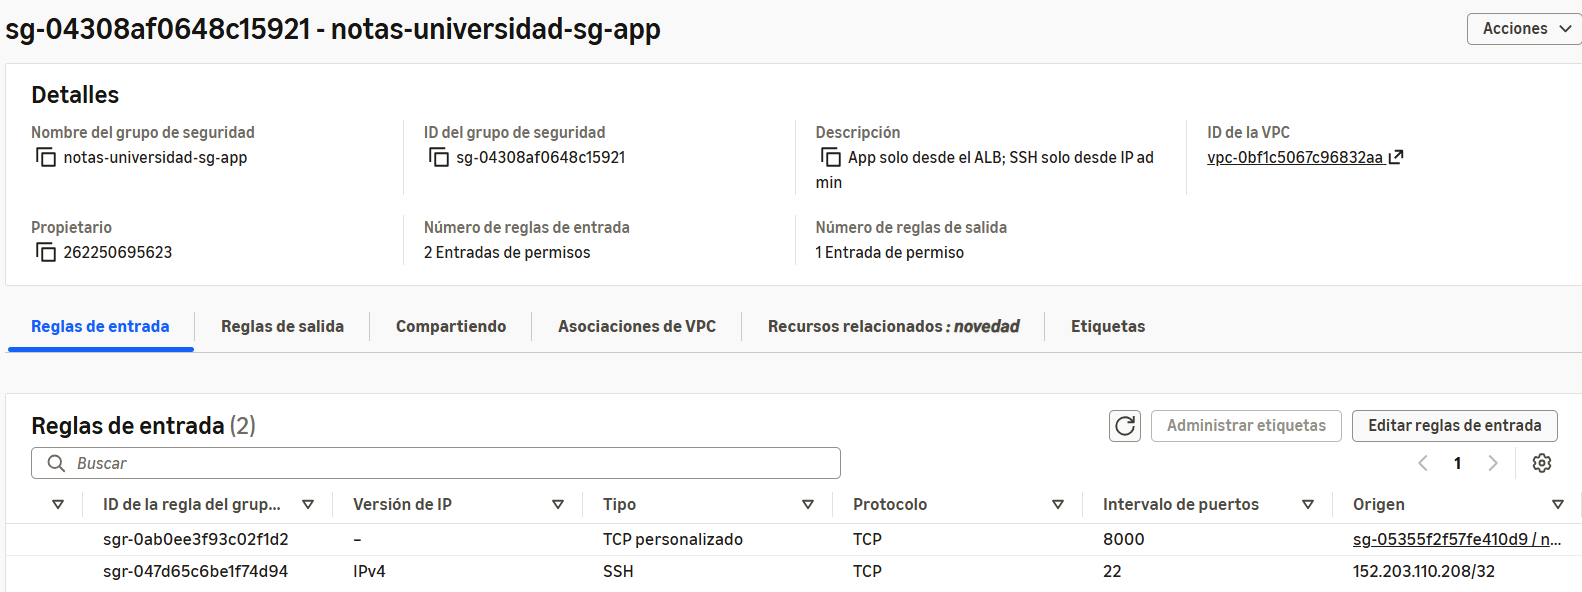 sg-04308af0648c15921 - notas-universidad-sg-app
Acciones
Detalles
Nombre del grupo de seguridad
notas-universidad-sg-app
ID del grupo de seguridad
sg-04308af0648c15921
Descripción
App solo desde el ALB; SSH solo desde IP ad
min
ID de la VPC
vpc-0bf1c5067c96832aa
Propietario
262250695623
Número de reglas de entrada
2 Entradas de permisos
Número de reglas de salida
1 Entrada de permiso
Reglas de entrada
Reglas de salida
Compartiendo
Asociaciones de VPC
Recursos relacionados : novedad
Etiquetas
Reglas de entrada (2)
Administrar etiquetas
Editar reglas de entrada
Buscar
1
ID de la regla del grup... Versión de IP Tipo Protocolo Intervalo de puertos Origen
sgr-0ab0ee3f93c02f1d2 – TCP personalizado TCP 8000 sg-05355f2f57fe410d9 / n...
sgr-047d65c6be1f74d94 IPv4 SSH TCP 22 152.203.110.208/32